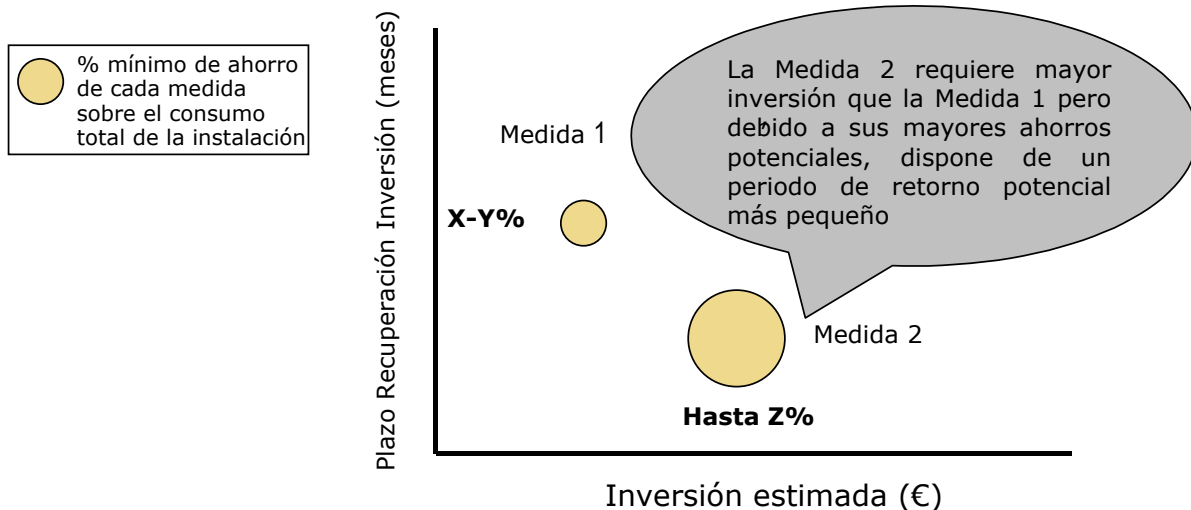 % mínimo de ahorro
de cada medida
sobre el consumo
total de la instalación
Plazo Recuperación Inversión (meses)
Medida 1
X-Y%
La Medida 2 requiere mayor
inversión que la Medida 1 pero
debido a sus mayores ahorros
potenciales, dispone de un
periodo de retorno potencial
más pequeño
Medida 2
Hasta Z%
Inversión estimada (€)